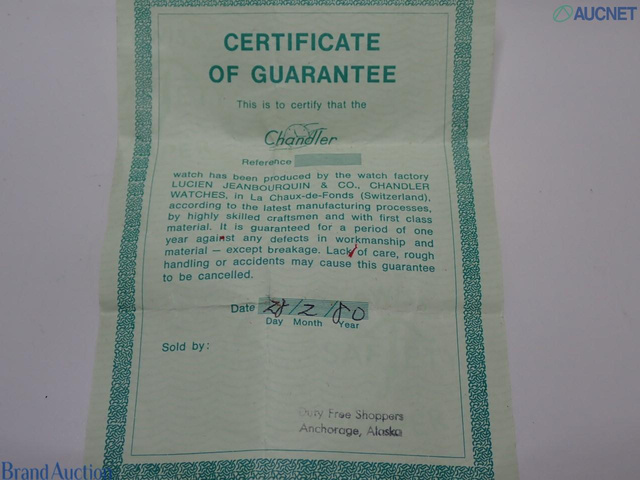 AUCNET
CERTIFICATE
OF GUARANTEE
This is to certify that the
Chandler
Reference
watch has been produced by the watch factory
LUCIEN JEANBOURQUIN & CO., CHANDLER
WATCHES, in La Chaux-de-Fonds (Switzerland),
according to the latest manufacturing processes,
by highly skilled craftsmen and with first class
material. It is guaranteed for a period of one
year against any defects in workmanship and
material — except breakage. Lack of care, rough
handling or accidents may cause this guarantee
to be cancelled.
Date 28/2/80
Day Month Year
Sold by:
Duty Free Shoppers
Anchorage, Alaska
Brand Auction